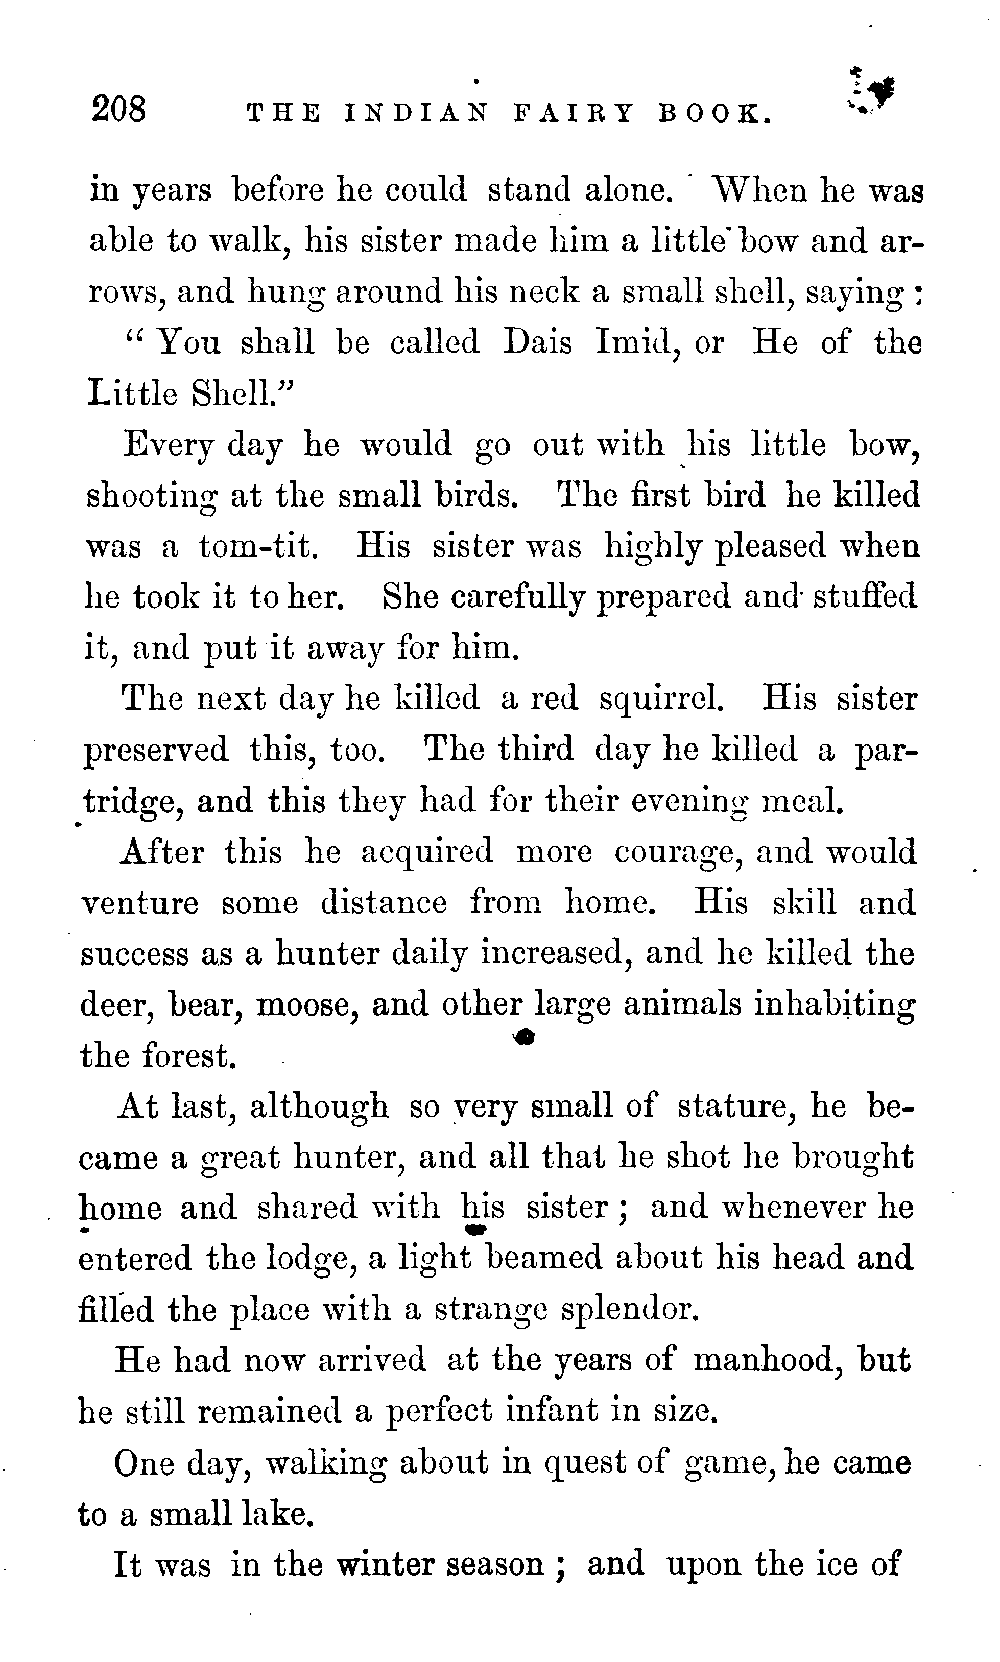 208 THE INDIAN FAIRY BOOK.
in years before he could stand alone. When he was
able to walk, his sister made him a little bow and ar-
rows, and hung around his neck a small shell, saying :
“ You shall be called Dais Imid, or He of the
Little Shell.”
Every day he would go out with his little bow,
shooting at the small birds. The first bird he killed
was a tom-tit. His sister was highly pleased when
he took it to her. She carefully prepared and stuffed
it, and put it away for him.
The next day he killed a red squirrel. His sister
preserved this, too. The third day he killed a par-
tridge, and this they had for their evening meal.
After this he acquired more courage, and would
venture some distance from home. His skill and
success as a hunter daily increased, and he killed the
deer, bear, moose, and other large animals inhabiting
the forest.
At last, although so very small of stature, he be-
came a great hunter, and all that he shot he brought
home and shared with his sister ; and whenever he
entered the lodge, a light beamed about his head and
filled the place with a strange splendor.
He had now arrived at the years of manhood, but
he still remained a perfect infant in size.
One day, walking about in quest of game, he came
to a small lake.
It was in the winter season ; and upon the ice of